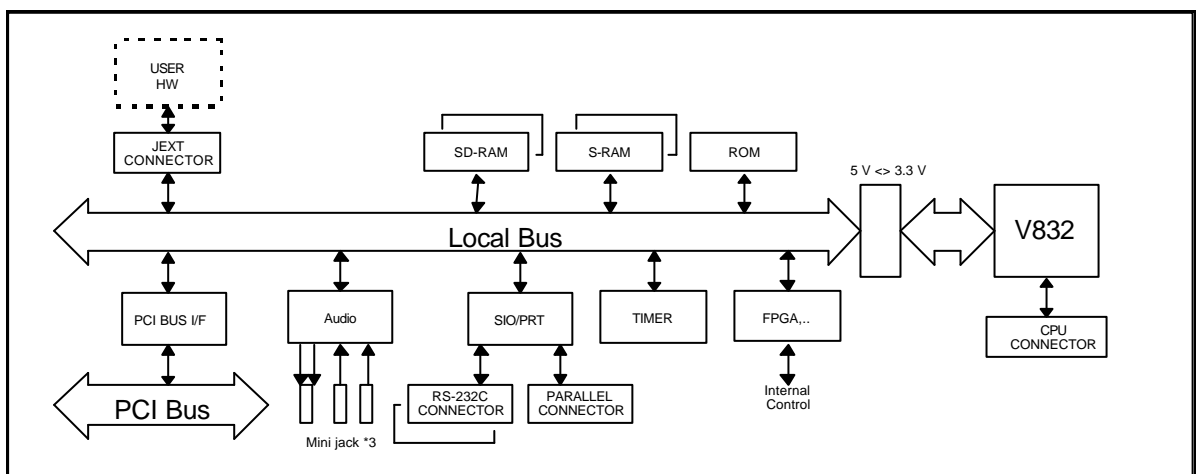 USER
HW
JEXT
CONNECTOR
SD-RAM
S-RAM
ROM
5 V <> 3.3 V
Local Bus
V832
PCI BUS I/F
Audio
SIO/PRT
TIMER
FPGA,..
CPU
CONNECTOR
PCI Bus
Mini jack *3
RS-232C
CONNECTOR
PARALLEL
CONNECTOR
Internal
Control